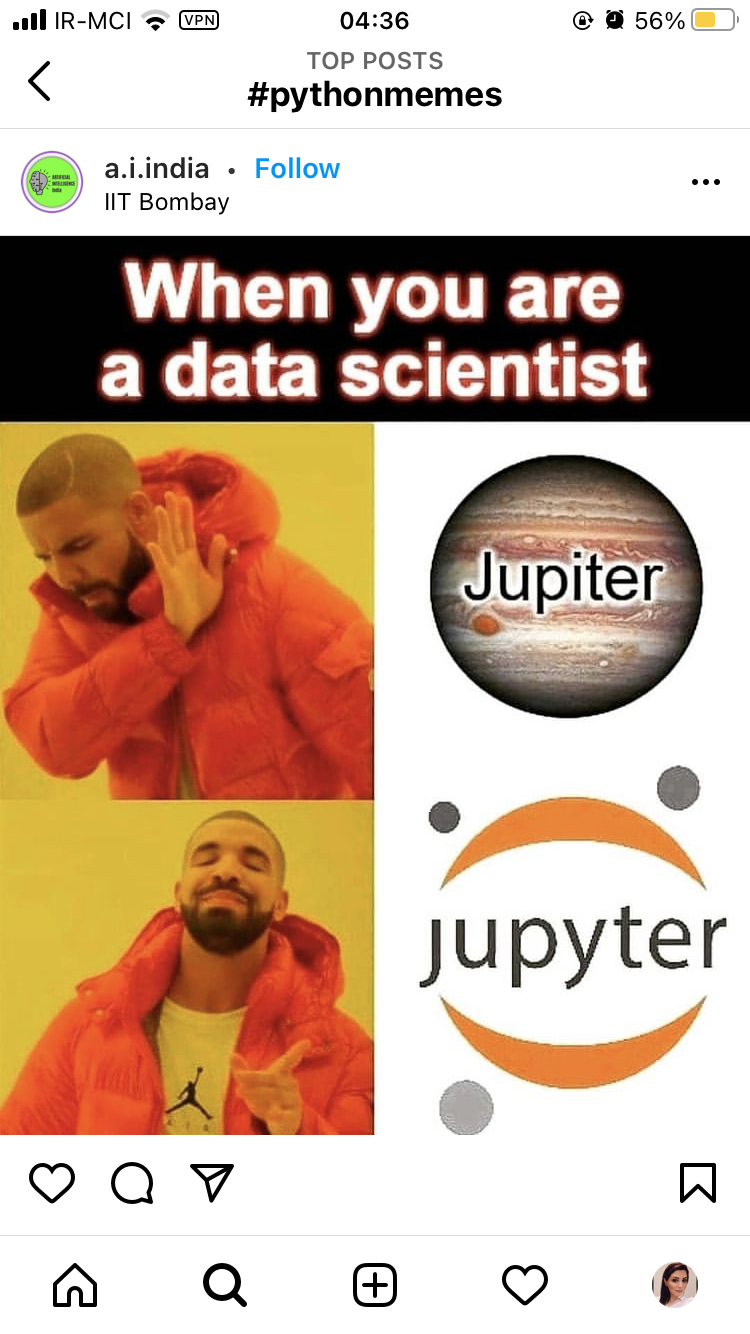 IR-MCI VPN 04:36 56%
TOP POSTS
#pythonmemes
a.i.india • Follow
IIT Bombay
When you are
a data scientist
Jupiter
jupyter